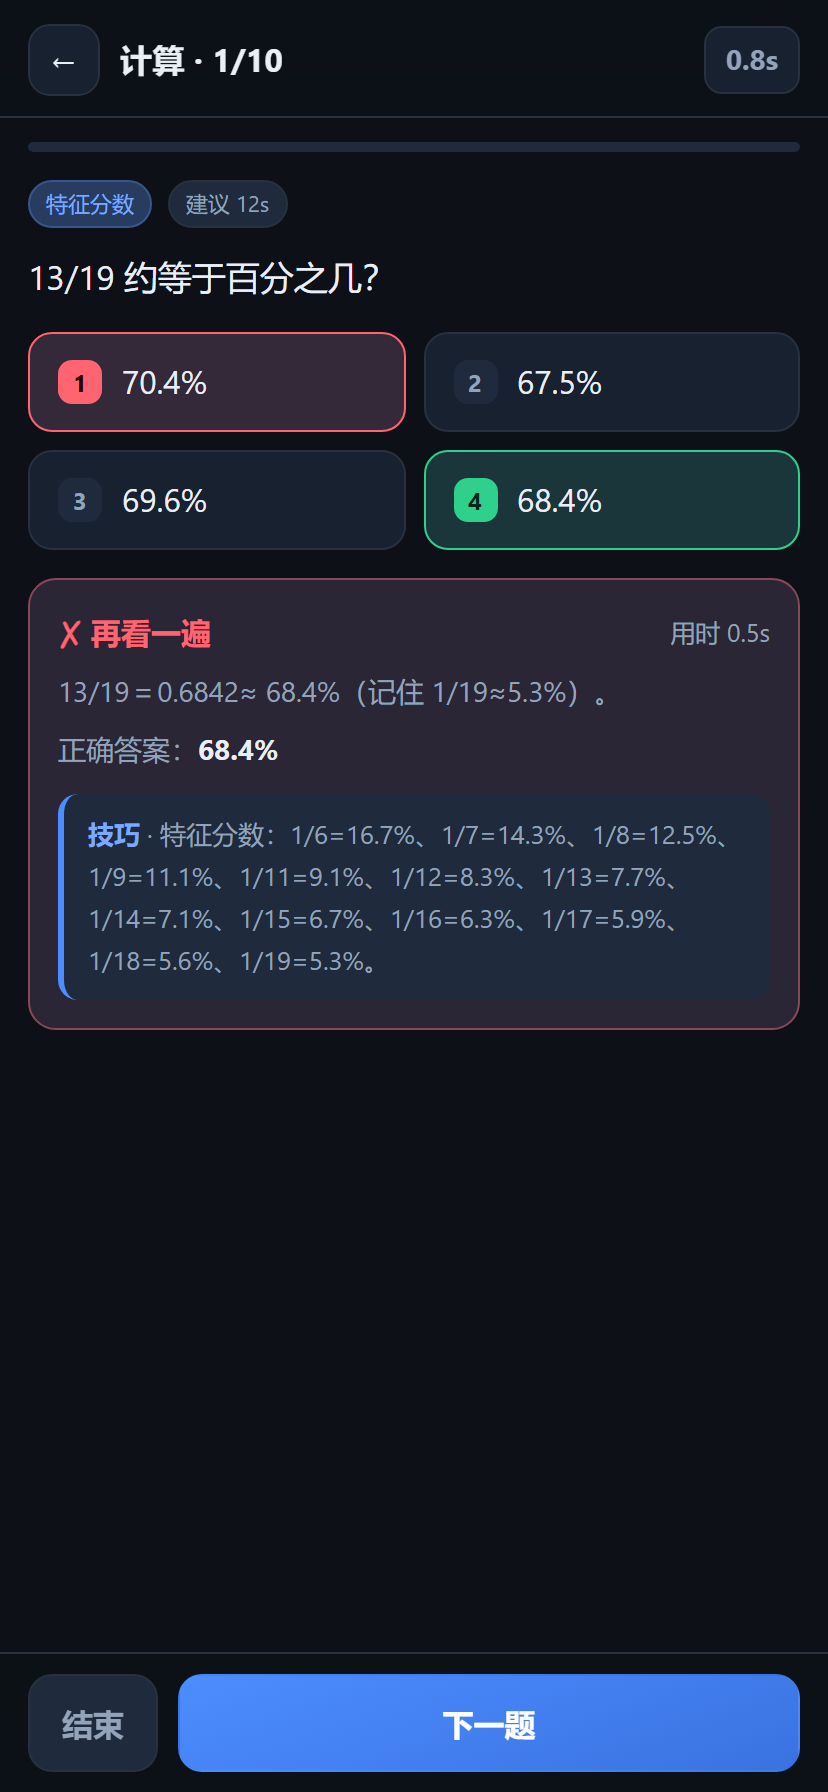 ←
计算 · 1/10
0.8s
特征分数
建议 12s
13/19 约等于百分之几？
1 70.4%
2 67.5%
3 69.6%
4 68.4%
✗ 再看一遍
用时 0.5s
13/19＝0.6842≈ 68.4%（记住 1/19≈5.3%）。
正确答案：68.4%
技巧 · 特征分数：1/6=16.7%、1/7=14.3%、1/8=12.5%、
1/9=11.1%、1/11=9.1%、1/12=8.3%、1/13=7.7%、
1/14=7.1%、1/15=6.7%、1/16=6.3%、1/17=5.9%、
1/18=5.6%、1/19=5.3%。
结束
下一题